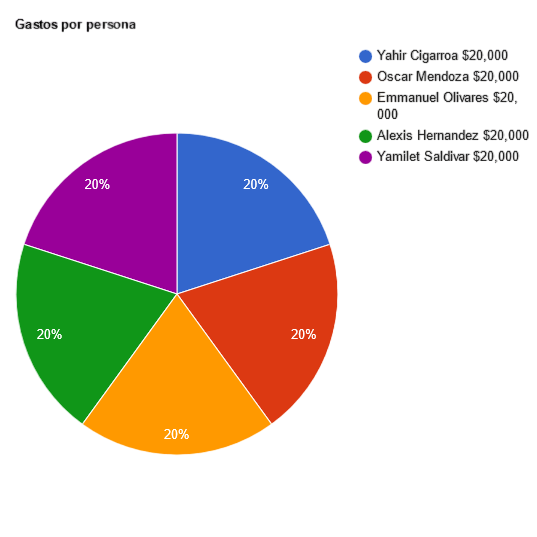 Gastos por persona
Yahir Cigarroa $20,000
Oscar Mendoza $20,000
Emmanuel Olivares $20,
000
Alexis Hernandez $20,000
Yamilet Saldivar $20,000
20%
20%
20%
20%
20%